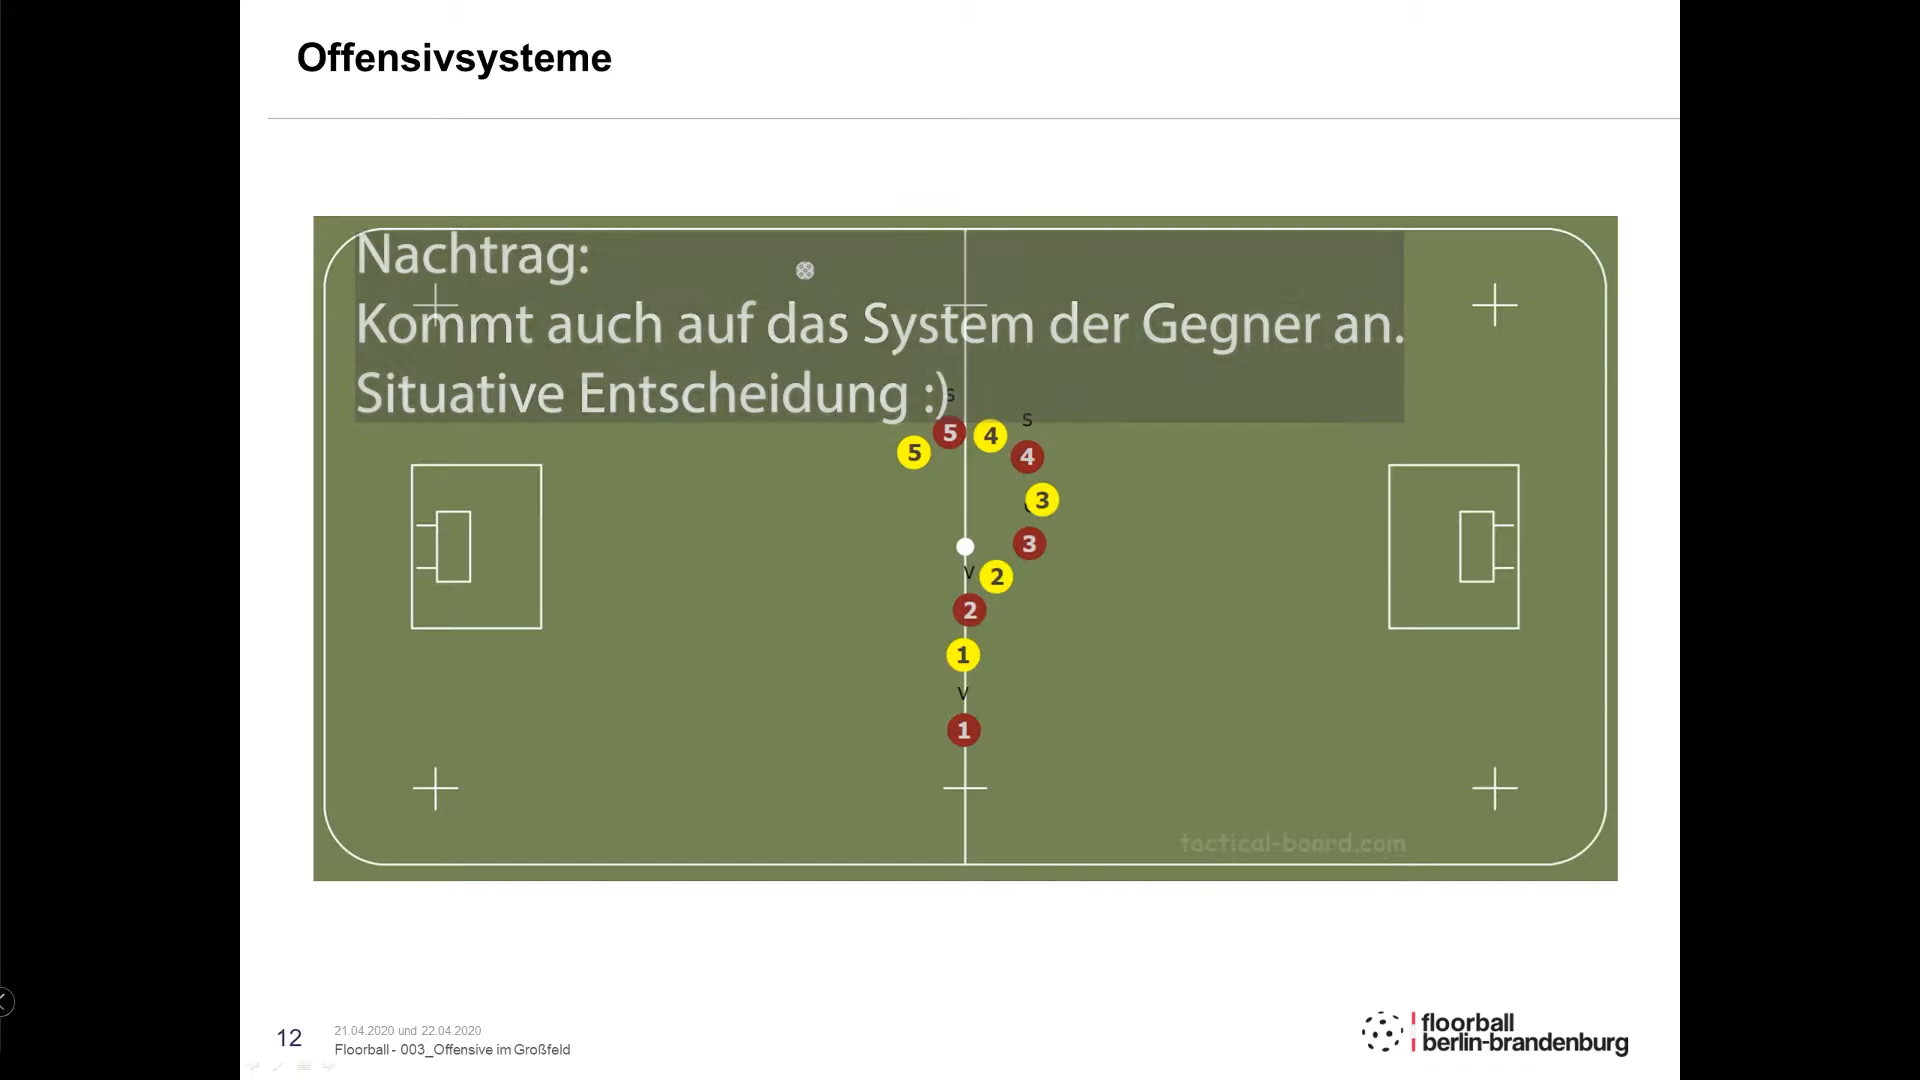 Offensivsysteme
Nachtrag:
Kommt auch auf das System der Gegner an.
Situative Entscheidung :)
S
S
5
4
5
4
3
3
V
2
2
1
V
1
tactical-board.com
12
21.04.2020 und 22.04.2020
Floorball - 003_Offensive im Großfeld
floorball
berlin-brandenburg